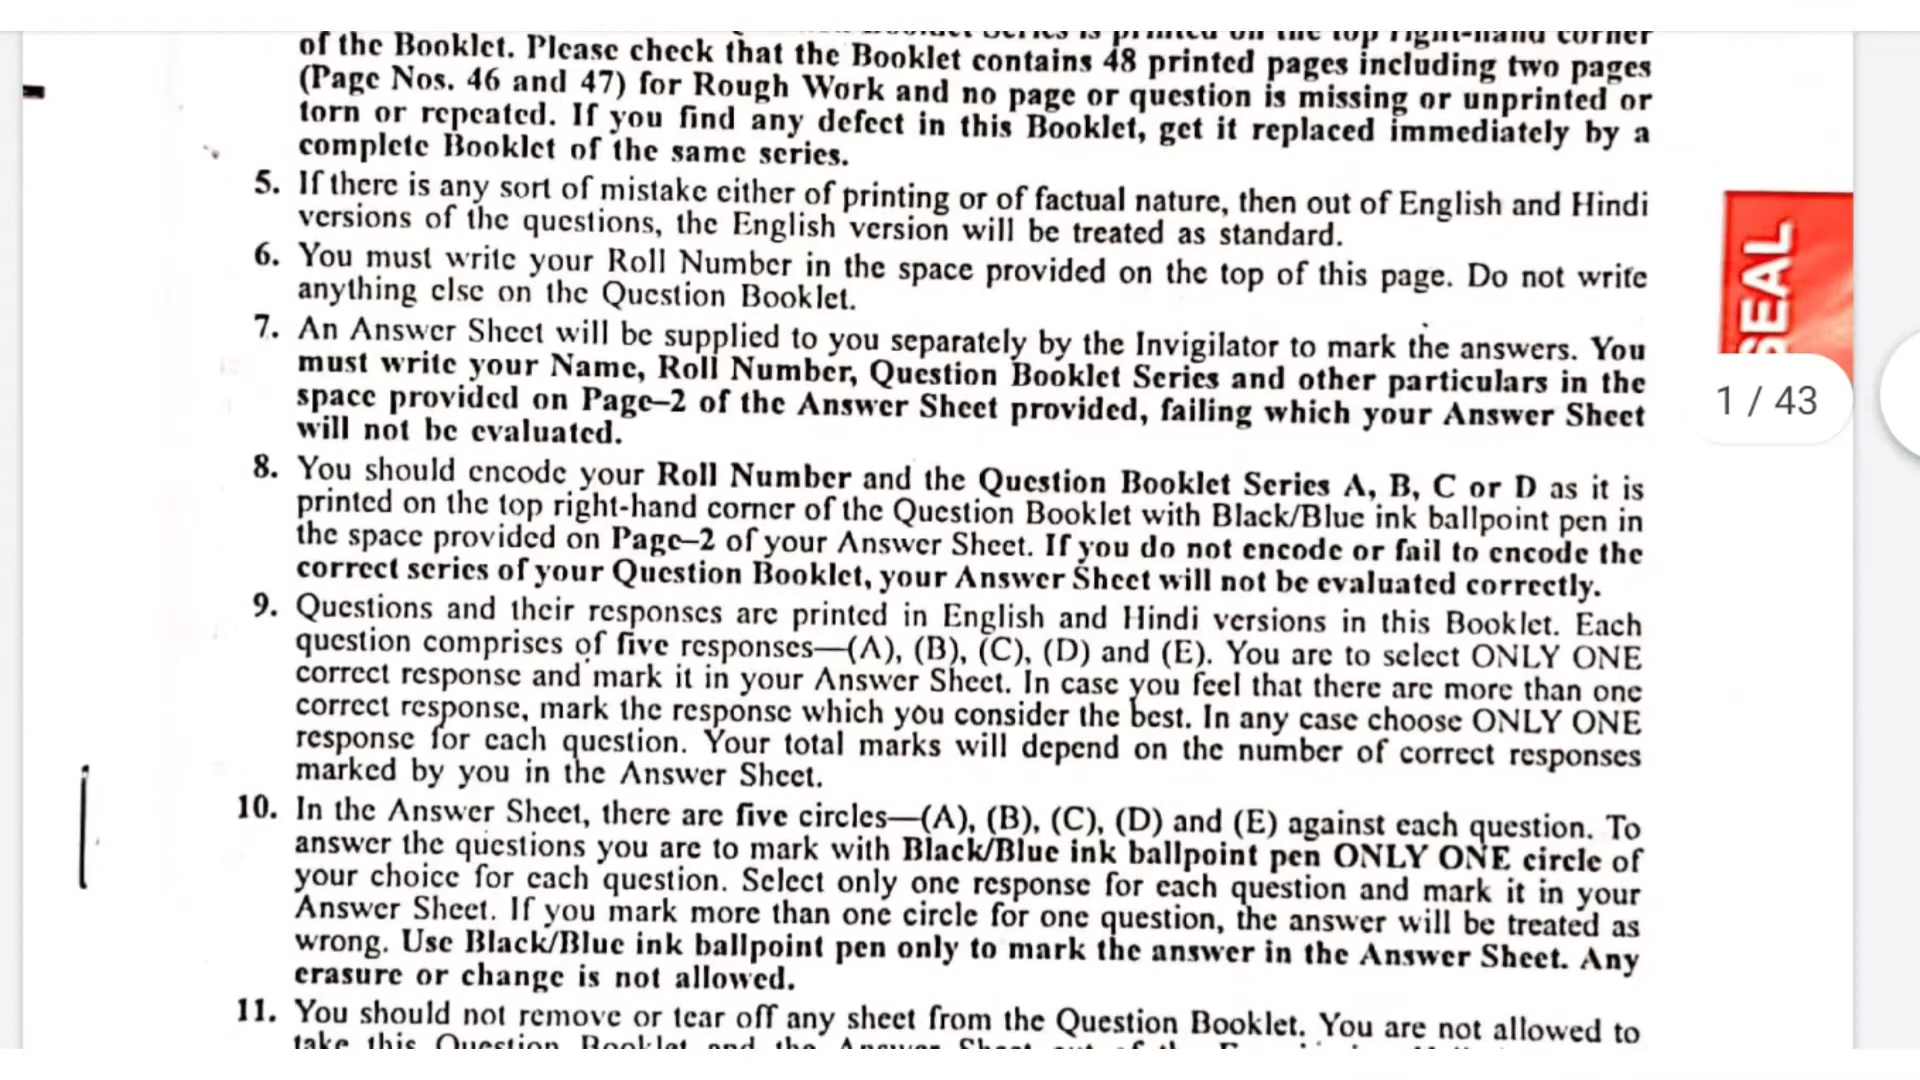 of the Booklet. Please check that the Booklet contains 48 printed pages including two pages
(Page Nos. 46 and 47) for Rough Work and no page or question is missing or unprinted or
torn or repeated. If you find any defect in this Booklet, get it replaced immediately by a
complete Booklet of the same series.
5. If there is any sort of mistake either of printing or of factual nature, then out of English and Hindi
versions of the questions, the English version will be treated as standard.
6. You must write your Roll Number in the space provided on the top of this page. Do not write
anything else on the Question Booklet.
7. An Answer Sheet will be supplied to you separately by the Invigilator to mark the answers. You
must write your Name, Roll Number, Question Booklet Series and other particulars in the
space provided on Page–2 of the Answer Sheet provided, failing which your Answer Sheet
will not be evaluated.
8. You should encode your Roll Number and the Question Booklet Series A, B, C or D as it is
printed on the top right-hand corner of the Question Booklet with Black/Blue ink ballpoint pen in
the space provided on Page–2 of your Answer Sheet. If you do not encode or fail to encode the
correct series of your Question Booklet, your Answer Sheet will not be evaluated correctly.
9. Questions and their responses are printed in English and Hindi versions in this Booklet. Each
question comprises of five responses—(A), (B), (C), (D) and (E). You are to select ONLY ONE
correct response and mark it in your Answer Sheet. In case you feel that there are more than one
correct response, mark the response which you consider the best. In any case choose ONLY ONE
response for each question. Your total marks will depend on the number of correct responses
marked by you in the Answer Sheet.
10. In the Answer Sheet, there are five circles—(A), (B), (C), (D) and (E) against each question. To
answer the questions you are to mark with Black/Blue ink ballpoint pen ONLY ONE circle of
your choice for each question. Select only one response for each question and mark it in your
Answer Sheet. If you mark more than one circle for one question, the answer will be treated as
wrong. Use Black/Blue ink ballpoint pen only to mark the answer in the Answer Sheet. Any
erasure or change is not allowed.
11. You should not remove or tear off any sheet from the Question Booklet. You are not allowed to
take this Question Booklet and the Answer Sheet out of the
SEAL
1 / 43